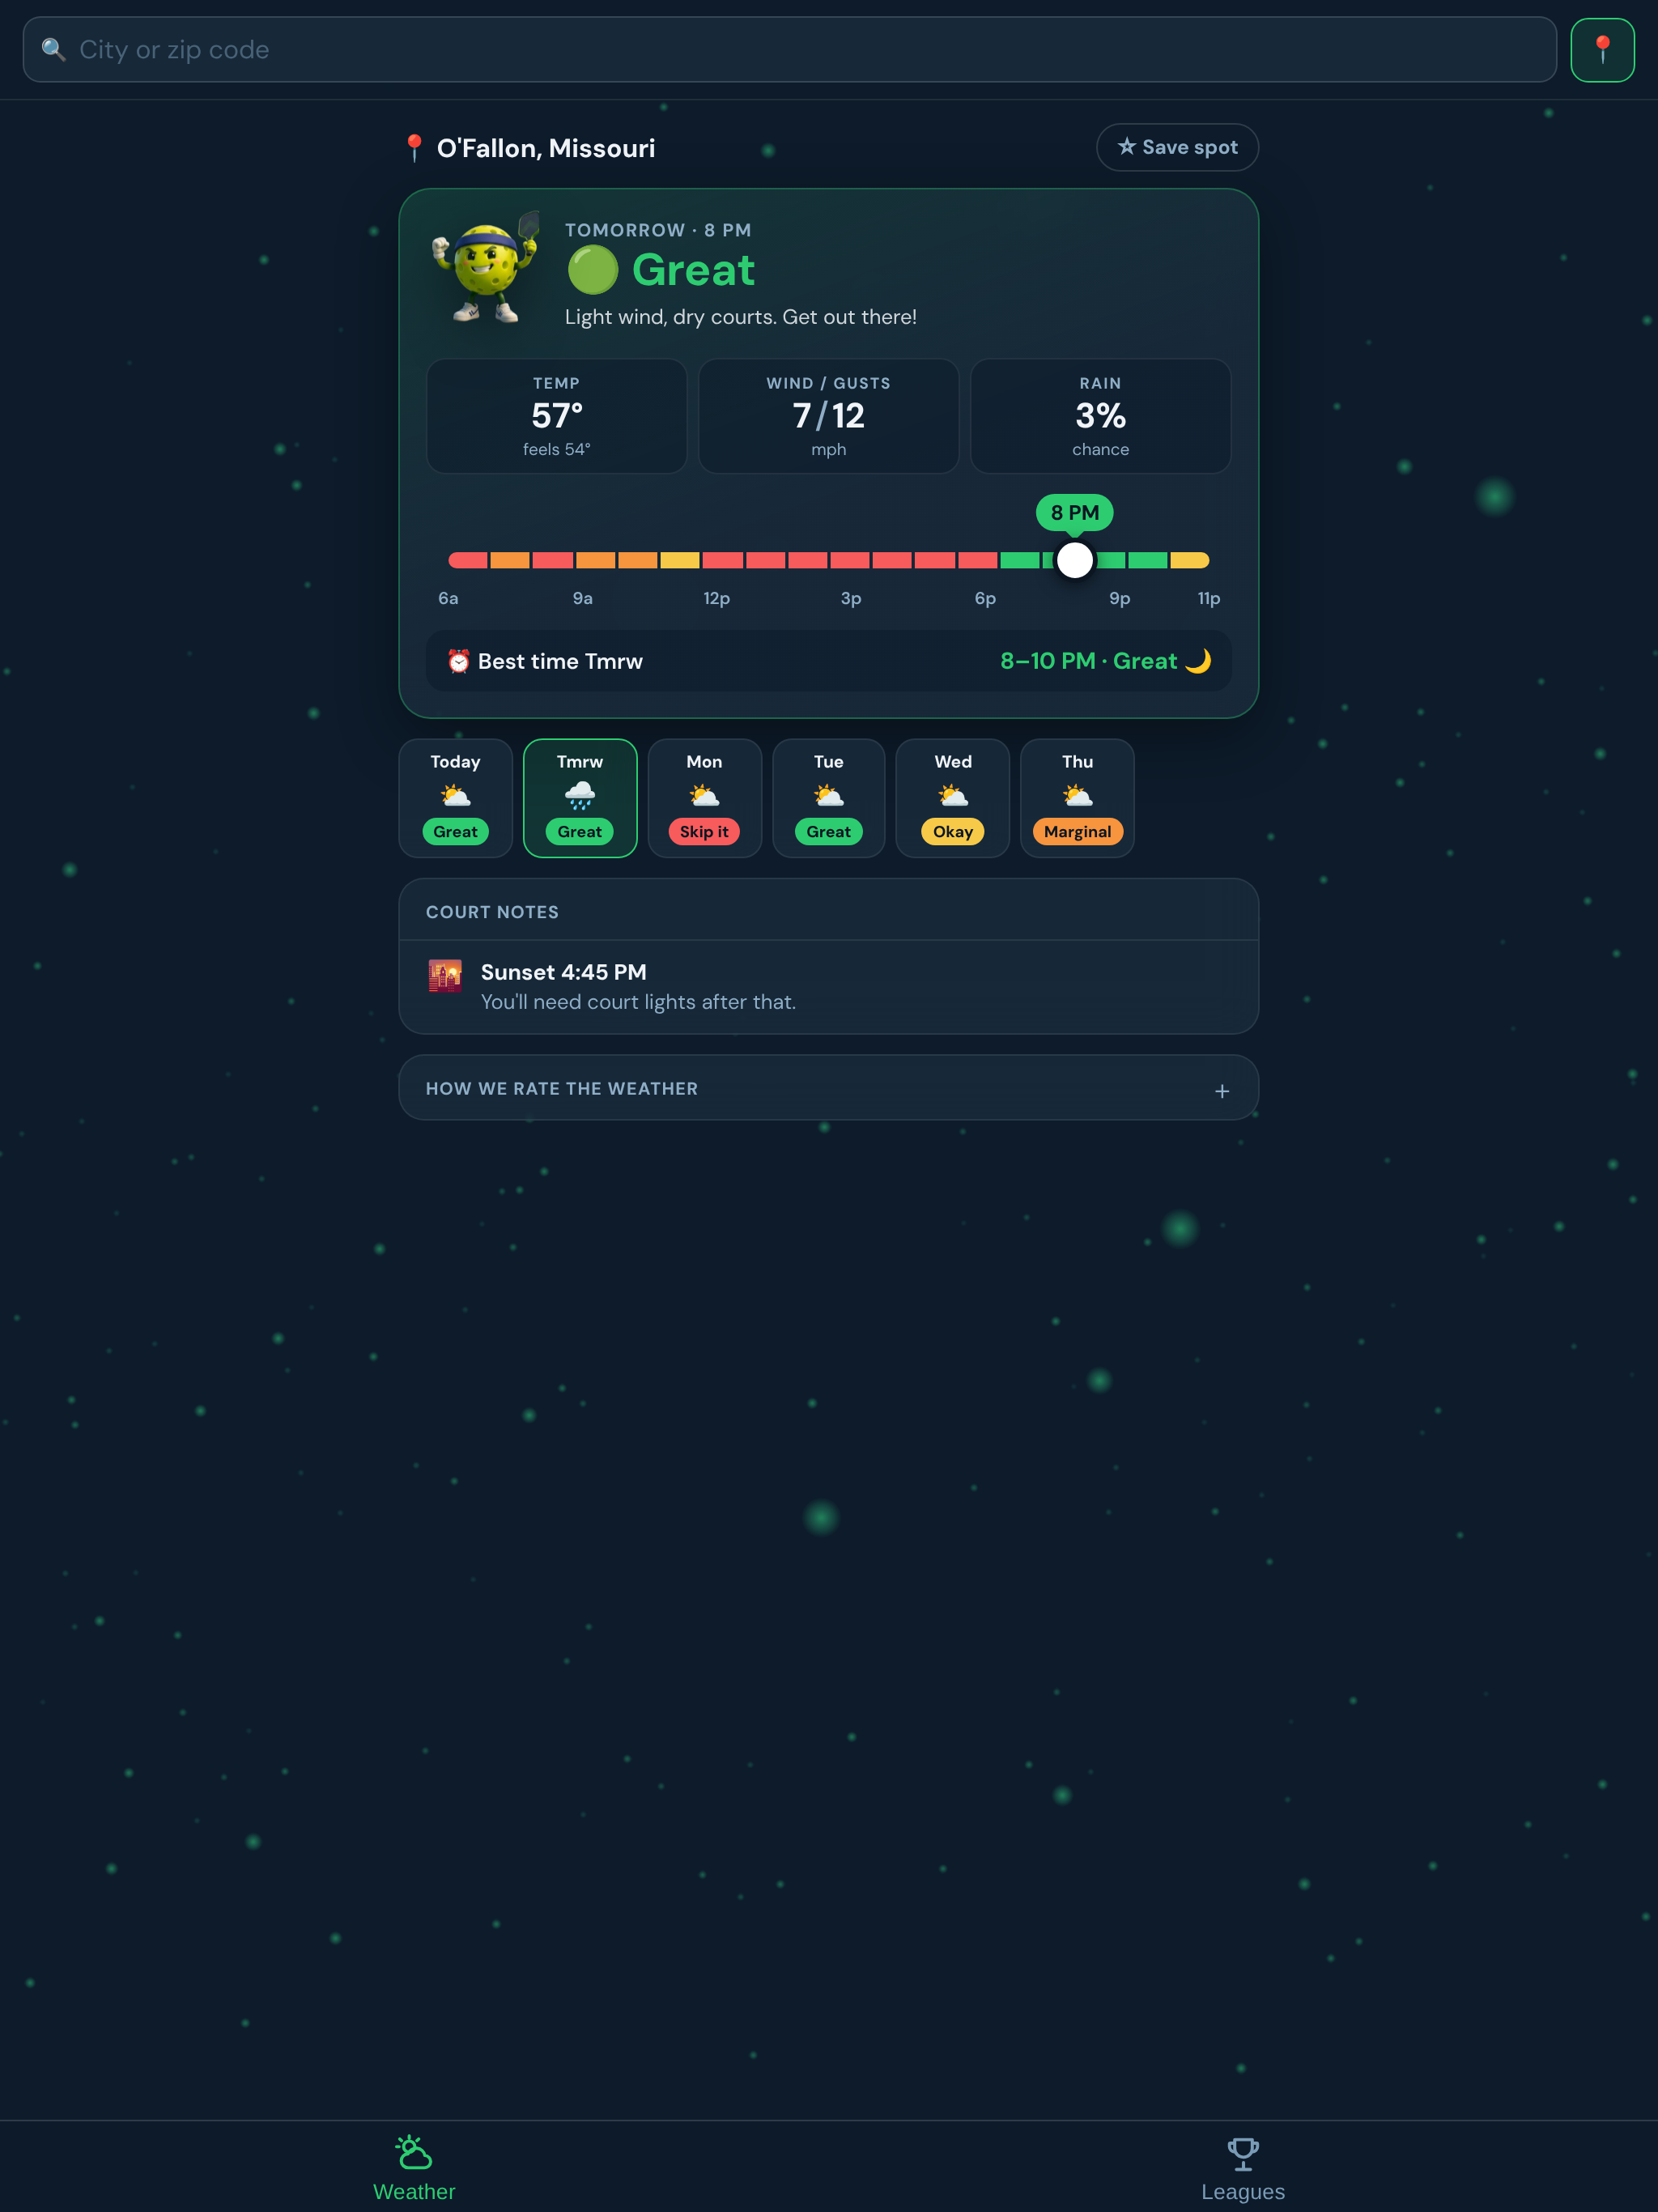 City or zip code
O'Fallon, Missouri
☆ Save spot
TOMORROW · 8 PM
Great
Light wind, dry courts. Get out there!
TEMP
57°
feels 54°
WIND / GUSTS
7/12
mph
RAIN
3%
chance
8 PM
6a 9a 12p 3p 6p 9p 11p
Best time Tmrw
8–10 PM · Great
Today
Great
Tmrw
Great
Mon
Skip it
Tue
Great
Wed
Okay
Thu
Marginal
COURT NOTES
Sunset 4:45 PM
You'll need court lights after that.
HOW WE RATE THE WEATHER +
Weather
Leagues